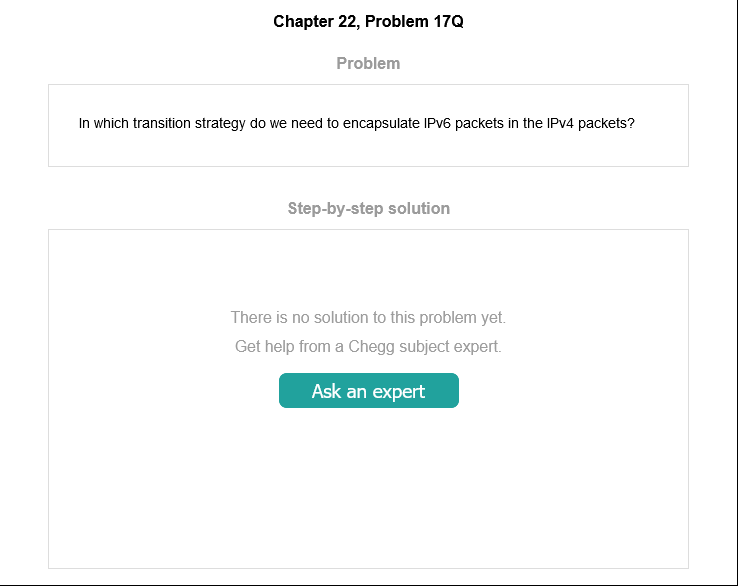 Chapter 22, Problem 17Q
Problem
In which transition strategy do we need to encapsulate IPv6 packets in the IPv4 packets?
Step-by-step solution
There is no solution to this problem yet.
Get help from a Chegg subject expert.
Ask an expert